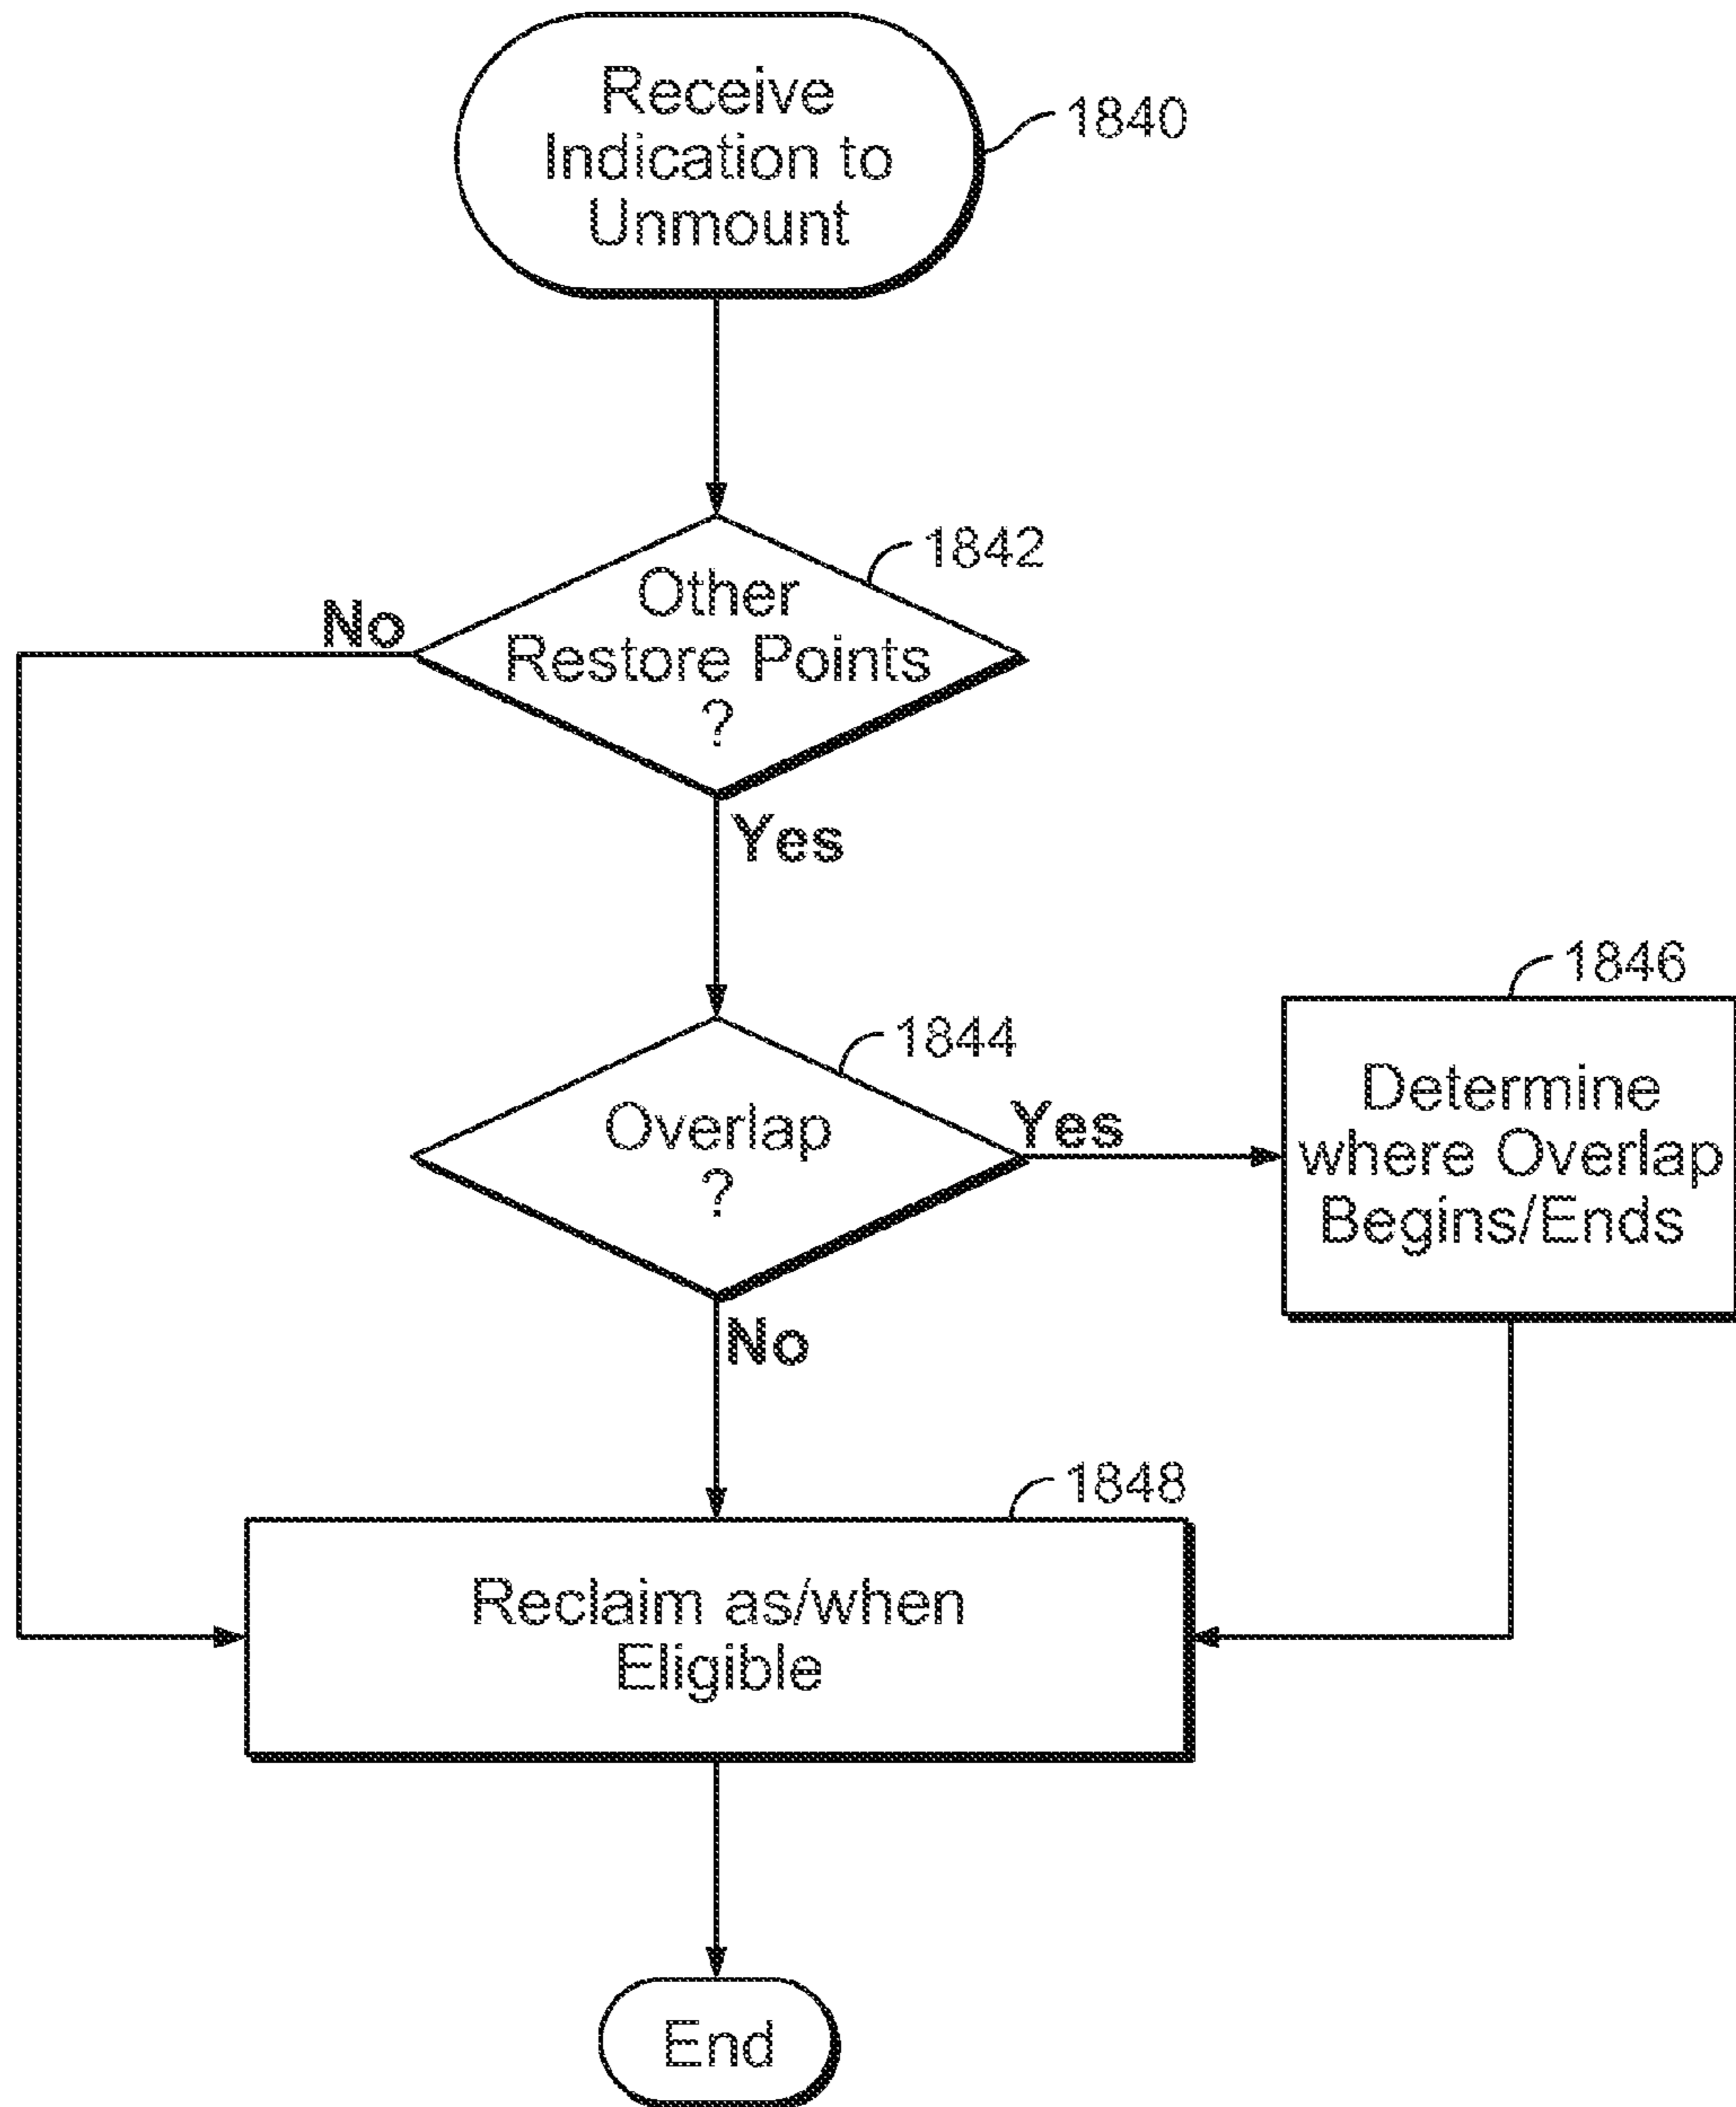 Receive
Indication to
Unmount
1840
1842
Other
Restore Points
?
No
Yes
1844
Overlap
?
Yes
1846
Determine
where Overlap
Begins/Ends
No
1848
Reclaim as/when
Eligible
End